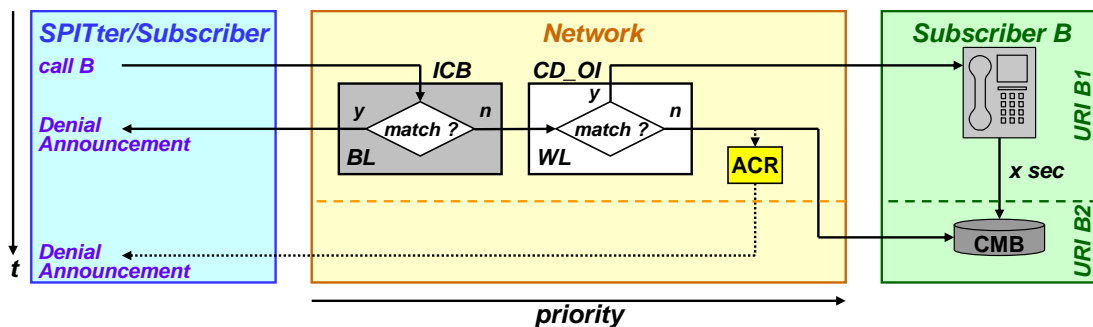 SPITter/Subscriber
Network
Subscriber B
call B
ICB
CD_OI
y
n
y
n
match ?
match ?
Denial
Announcement
BL
WL
ACR
URI B1
x sec
CMB
URI B2
Denial
Announcement
t
priority